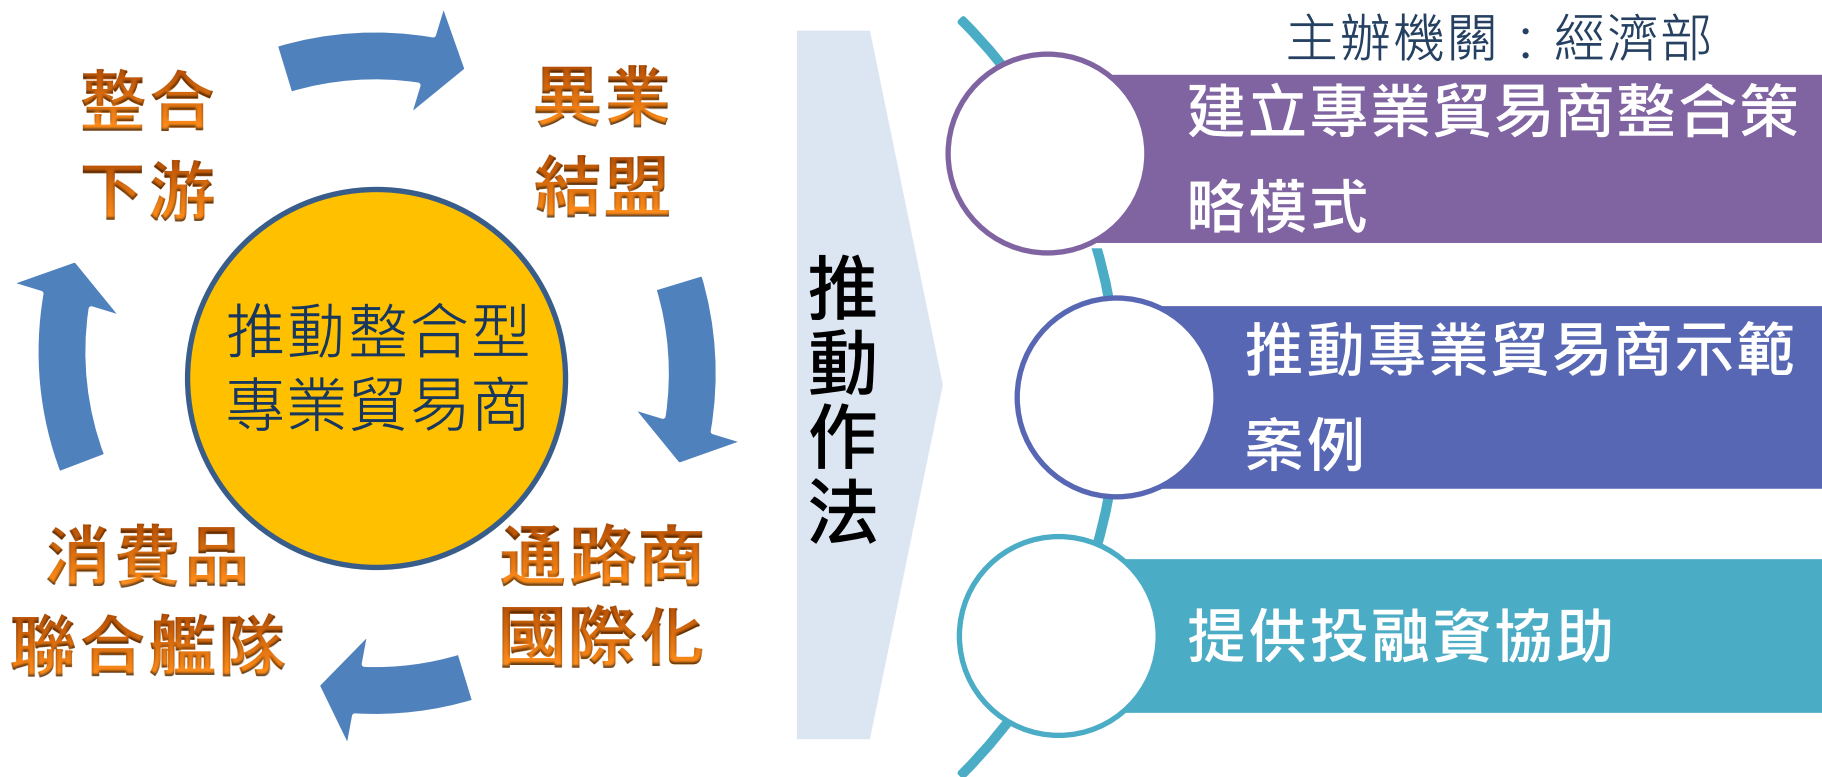 整合
下游
異業
結盟
推動整合型
專業貿易商
消費品
聯合艦隊
通路商
國際化
推動作法
主辦機關：經濟部
建立專業貿易商整合策
略模式
推動專業貿易商示範
案例
提供投融資協助